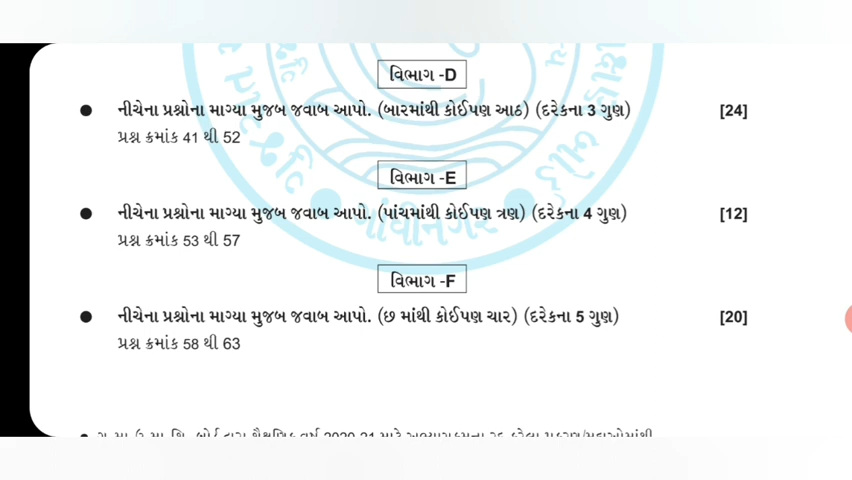 વિભાગ -D
● નીચેના પ્રશ્નોના માગ્યા મુજબ જવાબ આપો. (બારમાંથી કોઈપણ આઠ) (દરેકના 3 ગુણ) [24]
પ્રશ્ન ક્રમાંક 41 થી 52
વિભાગ -E
● નીચેના પ્રશ્નોના માગ્યા મુજબ જવાબ આપો. (પાંચમાંથી કોઈપણ ત્રણ) (દરેકના 4 ગુણ) [12]
પ્રશ્ન ક્રમાંક 53 થી 57
ગાંધીનગર
વિભાગ -F
● નીચેના પ્રશ્નોના માગ્યા મુજબ જવાબ આપો. (છ માંથી કોઈપણ ચાર) (દરેકના 5 ગુણ) [20]
પ્રશ્ન ક્રમાંક 58 થી 63